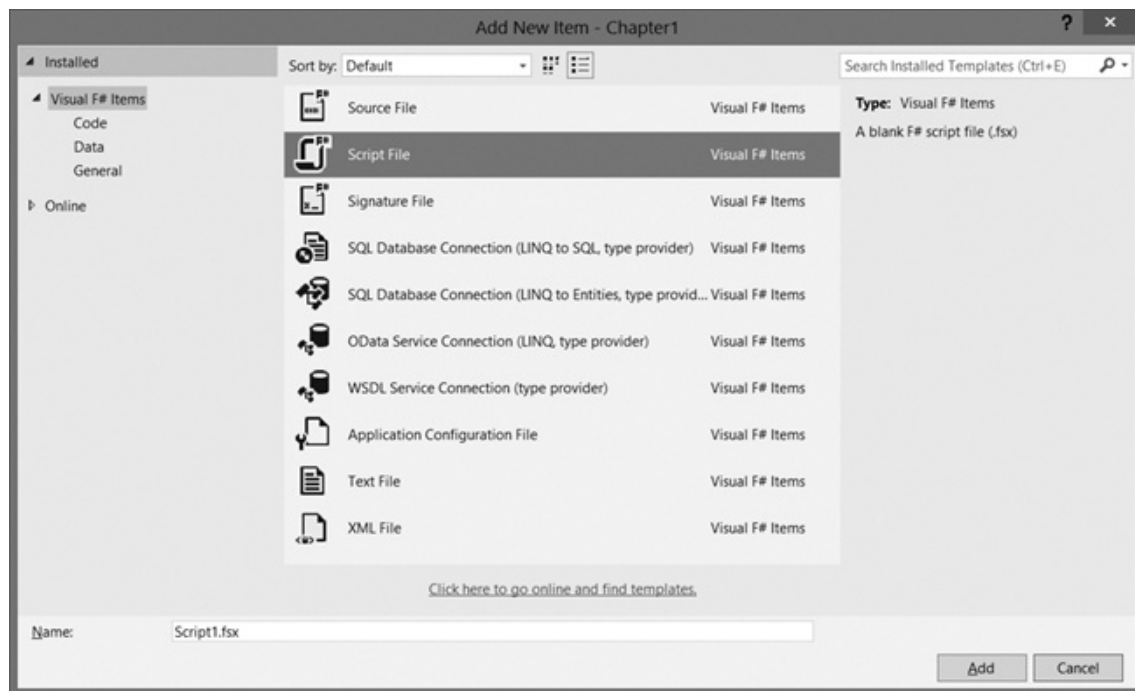 Add New Item - Chapter1
? ×
Installed
Sort by: Default
Search Installed Templates (Ctrl+E)
Visual F# Items
Code
Data
General
Online
Source File Visual F# Items
Script File Visual F# Items
Signature File Visual F# Items
SQL Database Connection (LINQ to SQL, type provider) Visual F# Items
SQL Database Connection (LINQ to Entities, type provid... Visual F# Items
OData Service Connection (LINQ, type provider) Visual F# Items
WSDL Service Connection (type provider) Visual F# Items
Application Configuration File Visual F# Items
Text File Visual F# Items
XML File Visual F# Items
Type: Visual F# Items
A blank F# script file (.fsx)
Click here to go online and find templates.
Name: Script1.fsx
Add Cancel